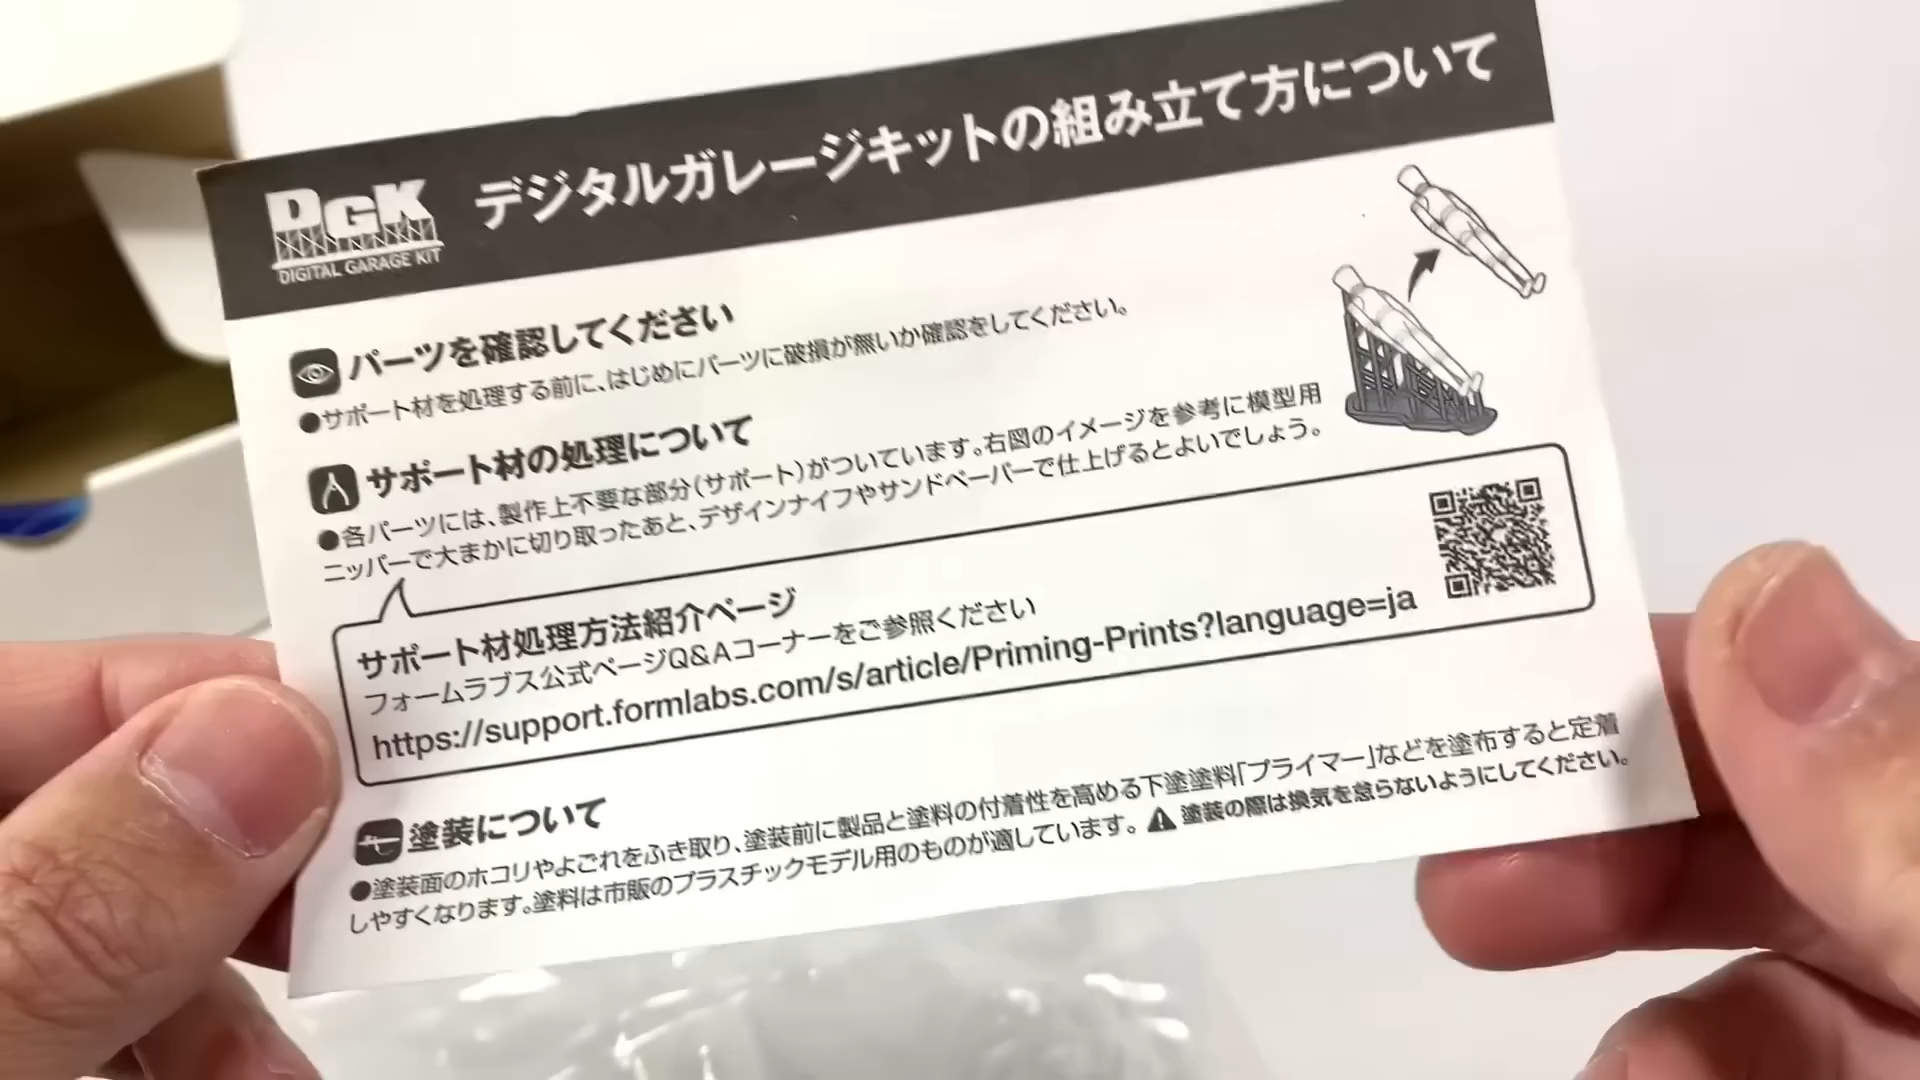 DGK
DIGITAL GARAGE KIT
デジタルガレージキットの組み立て方について
パーツを確認してください
●サポート材を処理する前に、はじめにパーツに破損が無いか確認をしてください。
サポート材の処理について
●各パーツには、製作上不要な部分(サポート)がついています。右図のイメージを参考に模型用
ニッパーで大まかに切り取ったあと、デザインナイフやサンドペーパーで仕上げるとよいでしょう。
サポート材処理方法紹介ページ
フォームラブス公式ページQ&Aコーナーをご参照ください
https://support.formlabs.com/s/article/Priming-Prints?language=ja
塗装について
●塗装面のホコリやよごれをふき取り、塗装前に製品と塗料の付着性を高める下塗塗料「プライマー」などを塗布すると定着
しやすくなります。塗料は市販のプラスチックモデル用のものが適しています。⚠塗装の際は換気を怠らないようにしてください。